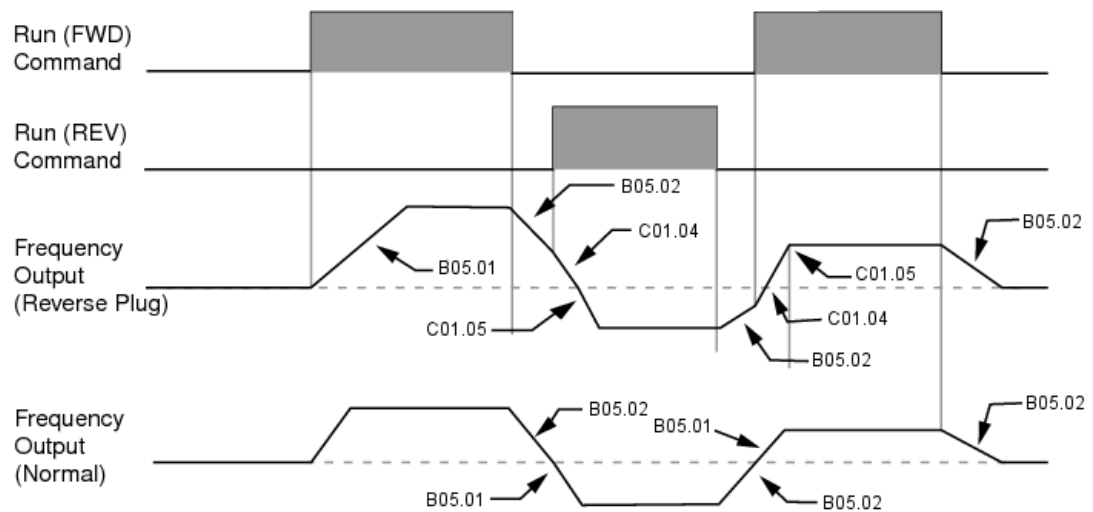 Run (FWD)
Command
Run (REV)
Command
B05.02
C01.04
B05.02
Frequency
Output
(Reverse Plug)
B05.01
C01.05
C01.05
C01.04
B05.02
Frequency
Output
(Normal)
B05.02
B05.01
B05.02
B05.01
B05.02